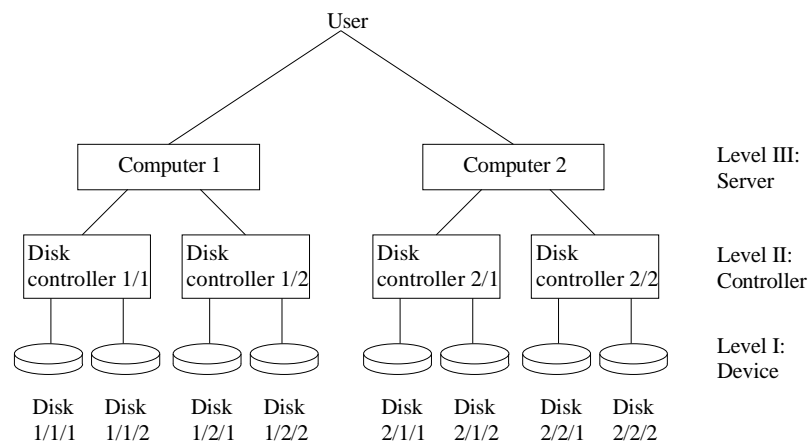 User
Computer 1
Computer 2
Level III:
Server
Disk
controller 1/1
Disk
controller 1/2
Disk
controller 2/1
Disk
controller 2/2
Level II:
Controller
Level I:
Device
Disk
1/1/1
Disk
1/1/2
Disk
1/2/1
Disk
1/2/2
Disk
2/1/1
Disk
2/1/2
Disk
2/2/1
Disk
2/2/2